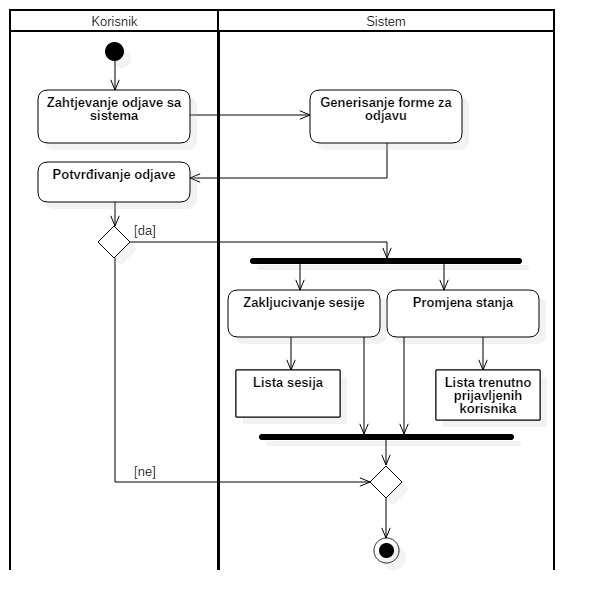 Korisnik
Sistem
Zahtjevanje odjave sa
sistema
Generisanje forme za
odjavu
Potvrđivanje odjave
[da]
Zakljucivanje sesije
Promjena stanja
Lista sesija
Lista trenutno
prijavljenih
korisnika
[ne]